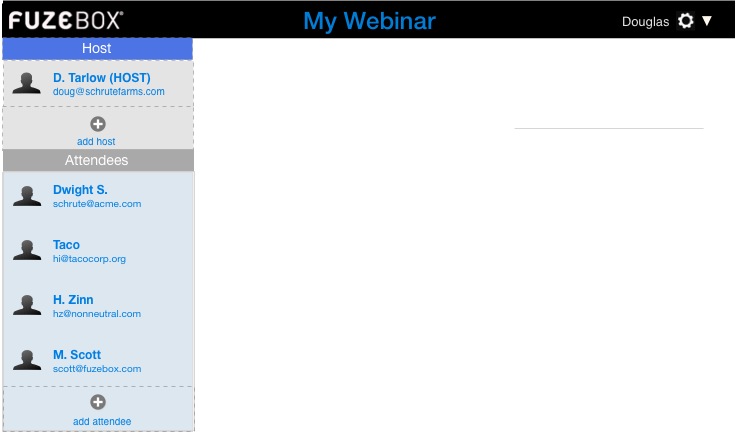 FUZEBOX®
My Webinar
Douglas
Host
D. Tarlow (HOST)
doug@schrutefarms.com
add host
Attendees
Dwight S.
schrute@acme.com
Taco
hi@tacocorp.org
H. Zinn
hz@nonneutral.com
M. Scott
scott@fuzebox.com
add attendee